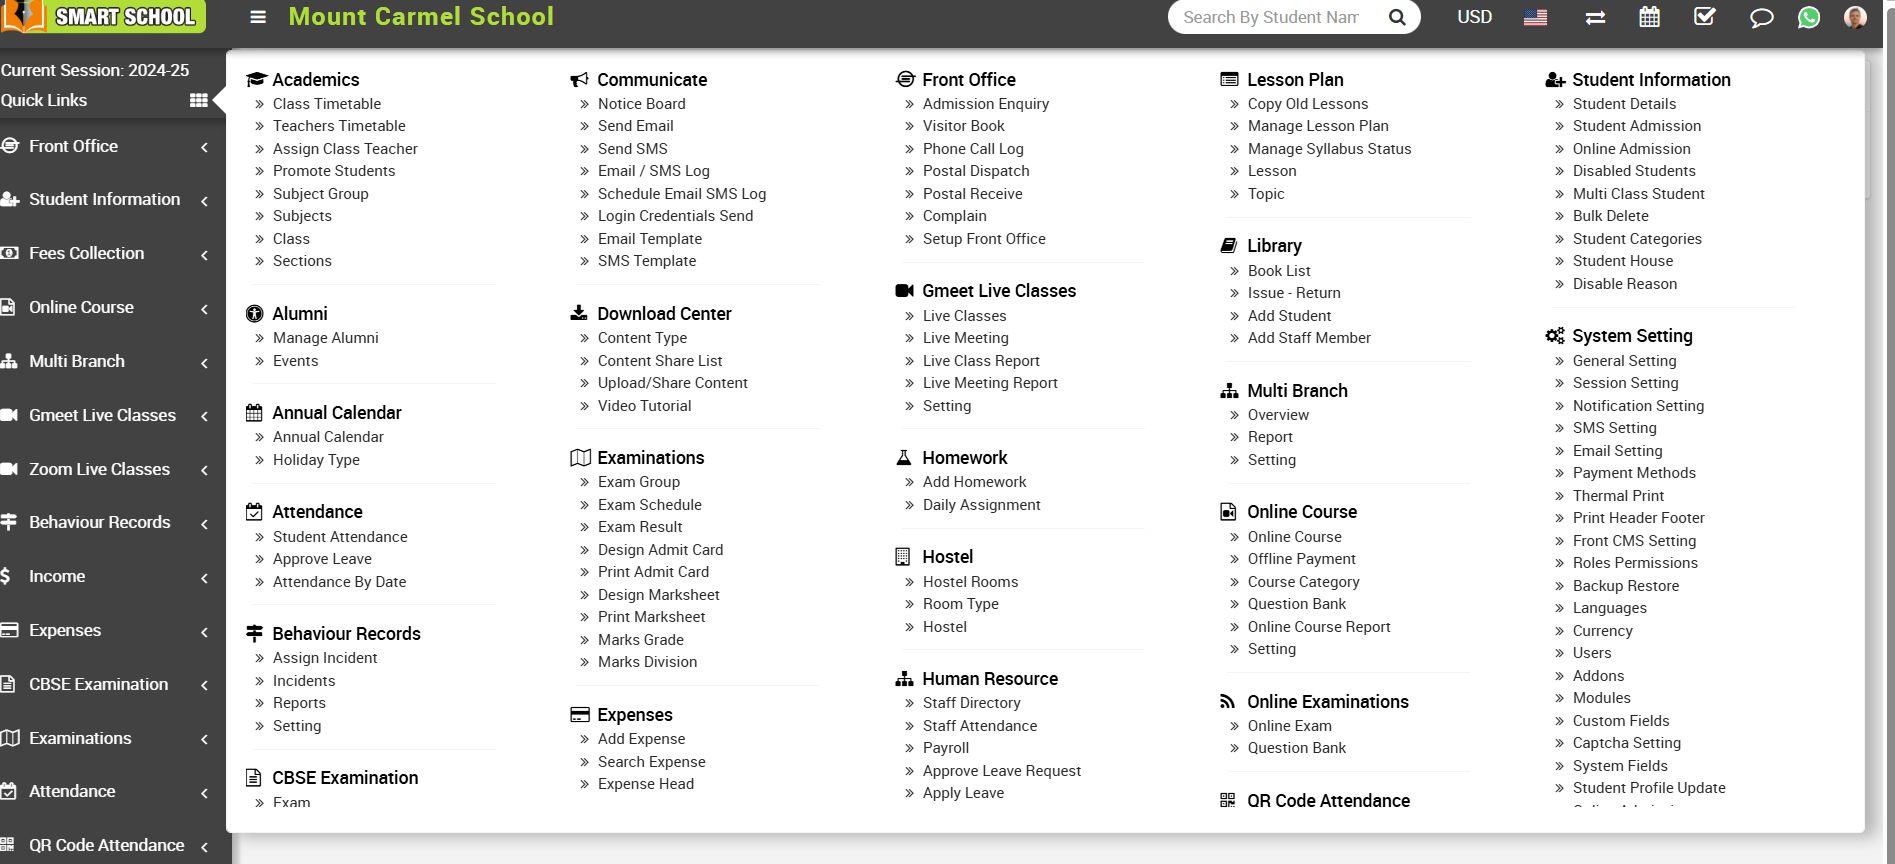 SMART SCHOOL
Mount Carmel School
Search By Student Nam
USD
Current Session: 2024-25
Quick Links
Front Office
Student Information
Fees Collection
Online Course
Multi Branch
Gmeet Live Classes
Zoom Live Classes
Behaviour Records
Income
Expenses
CBSE Examination
Examinations
Attendance
QR Code Attendance
Academics
Class Timetable
Teachers Timetable
Assign Class Teacher
Promote Students
Subject Group
Subjects
Class
Sections
Alumni
Manage Alumni
Events
Annual Calendar
Annual Calendar
Holiday Type
Attendance
Student Attendance
Approve Leave
Attendance By Date
Behaviour Records
Assign Incident
Incidents
Reports
Setting
CBSE Examination
Exam
Communicate
Notice Board
Send Email
Send SMS
Email / SMS Log
Schedule Email SMS Log
Login Credentials Send
Email Template
SMS Template
Download Center
Content Type
Content Share List
Upload/Share Content
Video Tutorial
Examinations
Exam Group
Exam Schedule
Exam Result
Design Admit Card
Print Admit Card
Design Marksheet
Print Marksheet
Marks Grade
Marks Division
Expenses
Add Expense
Search Expense
Expense Head
Front Office
Admission Enquiry
Visitor Book
Phone Call Log
Postal Dispatch
Postal Receive
Complain
Setup Front Office
Gmeet Live Classes
Live Classes
Live Meeting
Live Class Report
Live Meeting Report
Setting
Homework
Add Homework
Daily Assignment
Hostel
Hostel Rooms
Room Type
Hostel
Human Resource
Staff Directory
Staff Attendance
Payroll
Approve Leave Request
Apply Leave
Lesson Plan
Copy Old Lessons
Manage Lesson Plan
Manage Syllabus Status
Lesson
Topic
Library
Book List
Issue - Return
Add Student
Add Staff Member
Multi Branch
Overview
Report
Setting
Online Course
Online Course
Offline Payment
Course Category
Question Bank
Online Course Report
Setting
Online Examinations
Online Exam
Question Bank
QR Code Attendance
Student Information
Student Details
Student Admission
Online Admission
Disabled Students
Multi Class Student
Bulk Delete
Student Categories
Student House
Disable Reason
System Setting
General Setting
Session Setting
Notification Setting
SMS Setting
Email Setting
Payment Methods
Thermal Print
Print Header Footer
Front CMS Setting
Roles Permissions
Backup Restore
Languages
Currency
Users
Addons
Modules
Custom Fields
Captcha Setting
System Fields
Student Profile Update